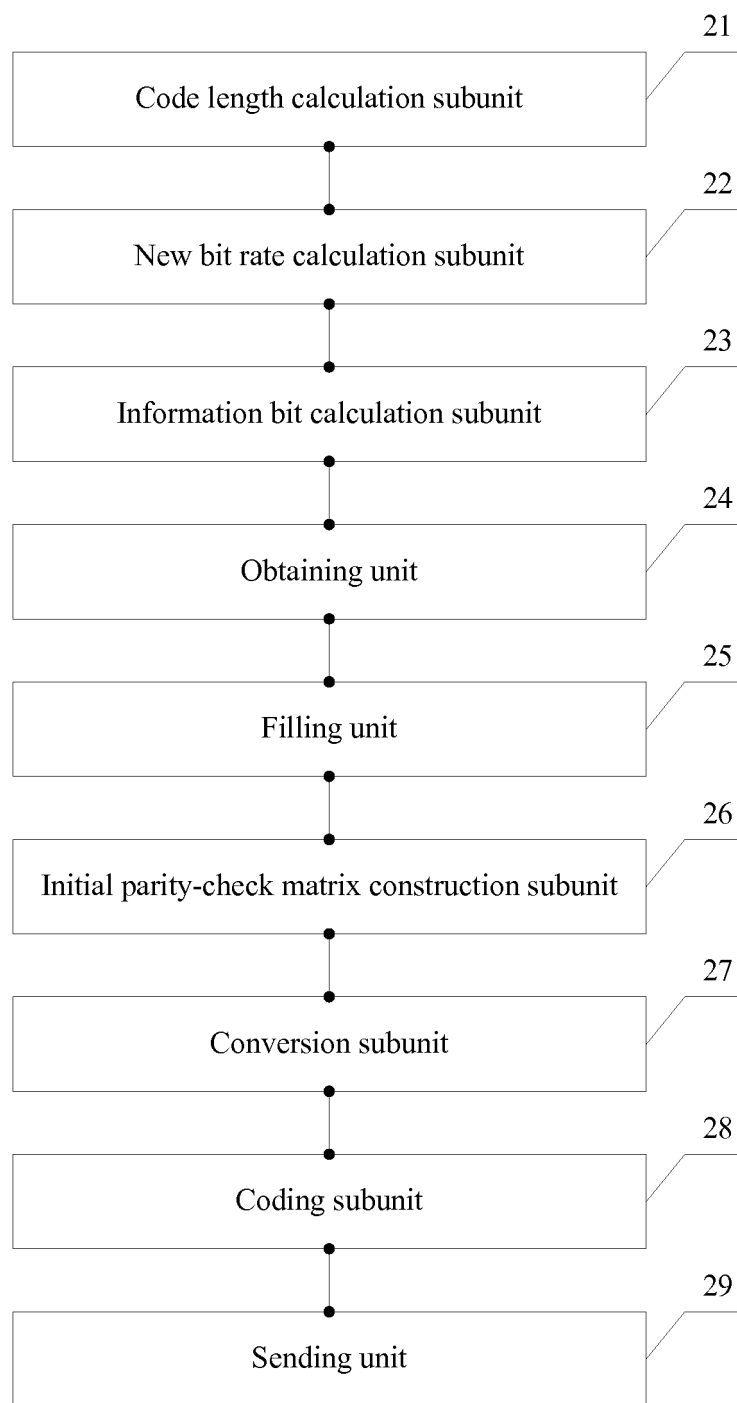 21
Code length calculation subunit
22
New bit rate calculation subunit
23
Information bit calculation subunit
24
Obtaining unit
25
Filling unit
26
Initial parity-check matrix construction subunit
27
Conversion subunit
28
Coding subunit
29
Sending unit